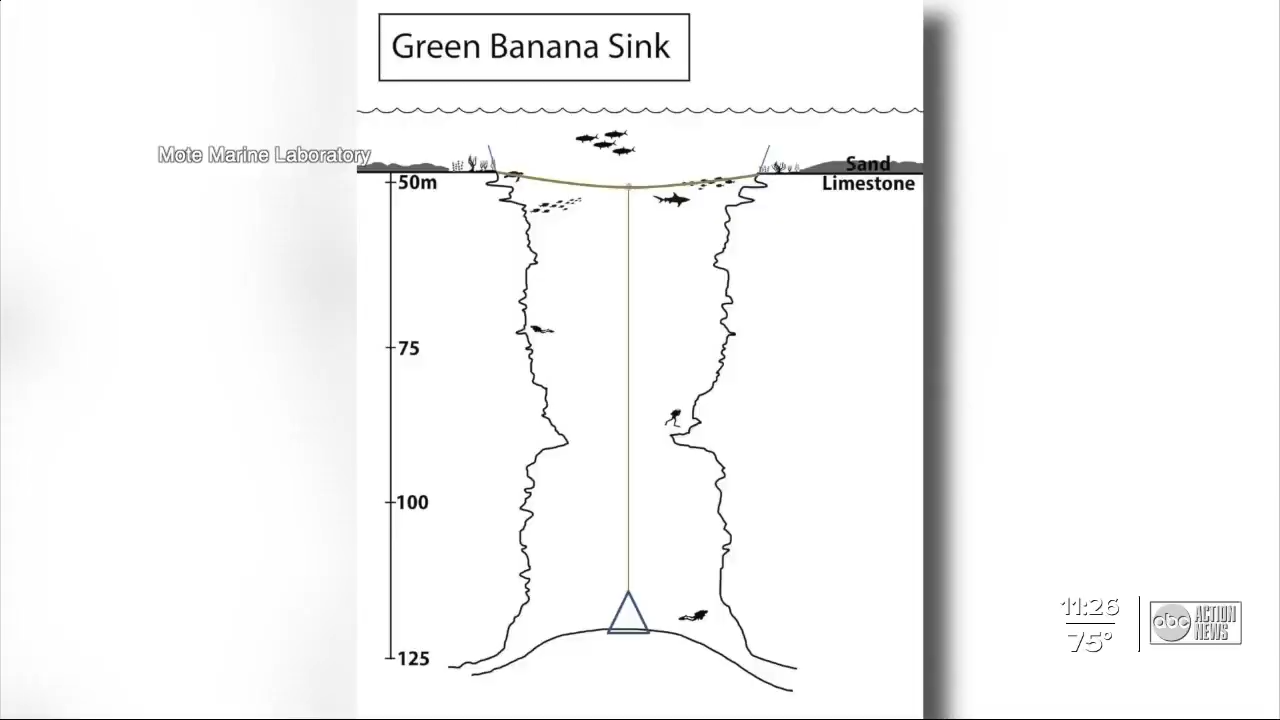 Green Banana Sink
Mote Marine Laboratory
Sand
50m
Limestone
75
100
125
11:26
75°
abc
ACTION
NEWS